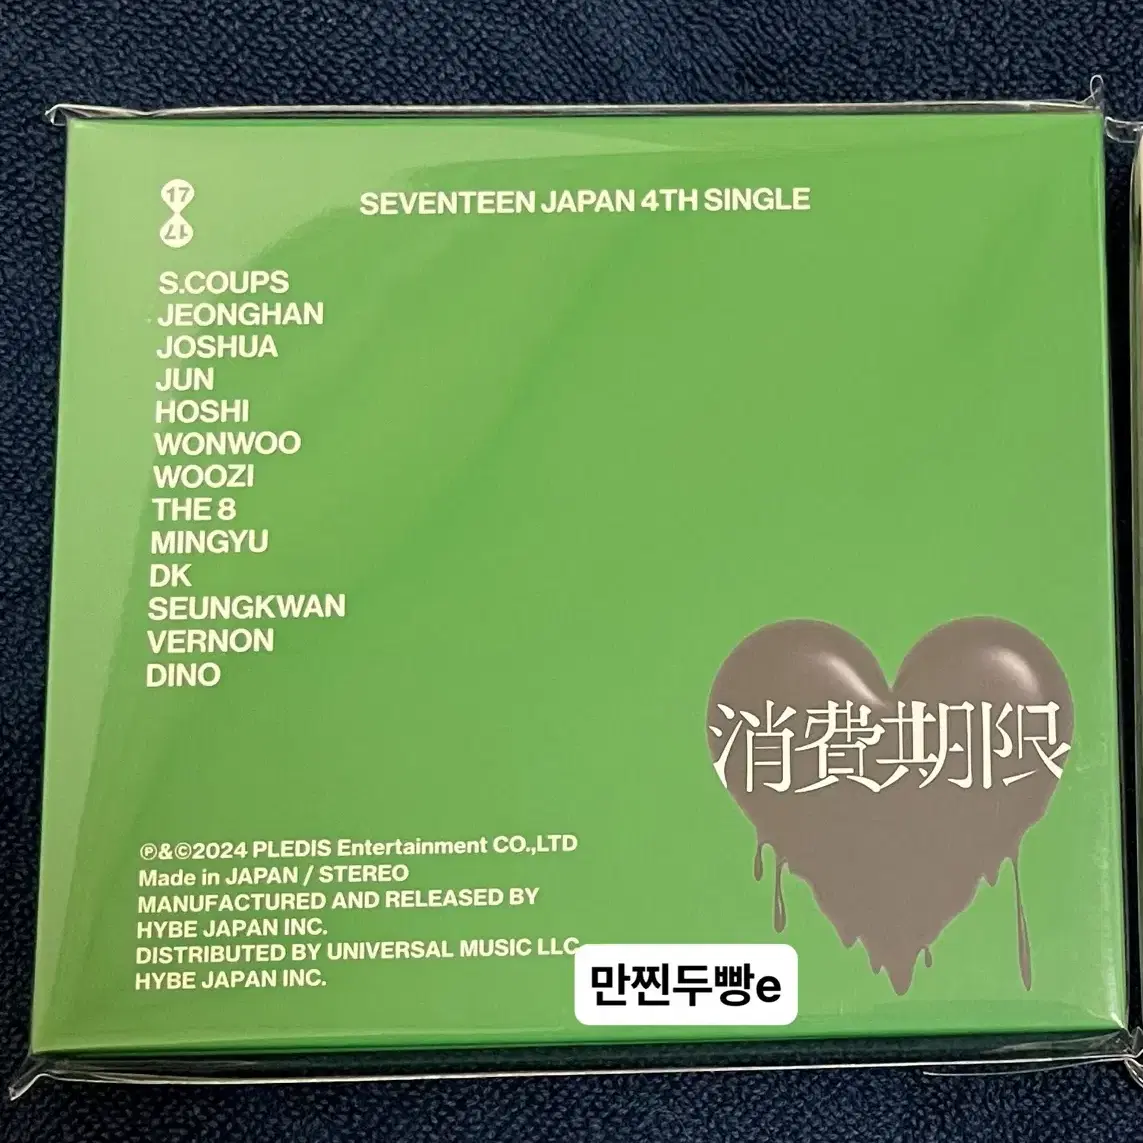 17
17
SEVENTEEN JAPAN 4TH SINGLE
S.COUPS
JEONGHAN
JOSHUA
JUN
HOSHI
WONWOO
WOOZI
THE 8
MINGYU
DK
SEUNGKWAN
VERNON
DINO
消費期限
℗&©2024 PLEDIS Entertainment CO.,LTD
Made in JAPAN / STEREO
MANUFACTURED AND RELEASED BY
HYBE JAPAN INC.
DISTRIBUTED BY UNIVERSAL MUSIC LLC
HYBE JAPAN INC.
만찐두빵e